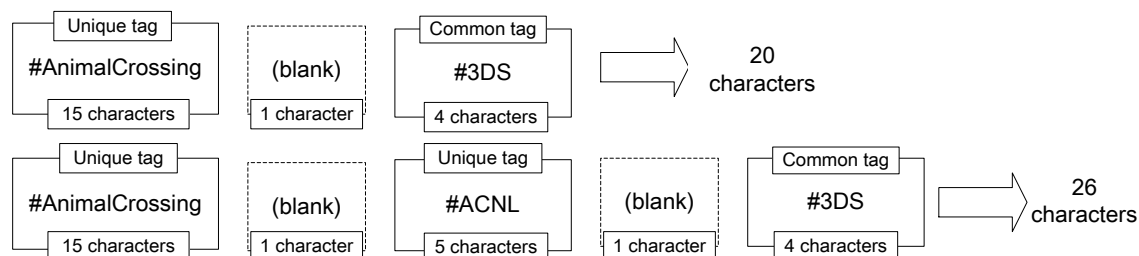 Unique tag
#AnimalCrossing
15 characters
(blank)
1 character
Common tag
#3DS
4 characters
20
characters
Unique tag
#AnimalCrossing
15 characters
(blank)
1 character
Unique tag
#ACNL
5 characters
(blank)
1 character
Common tag
#3DS
4 characters
26
characters